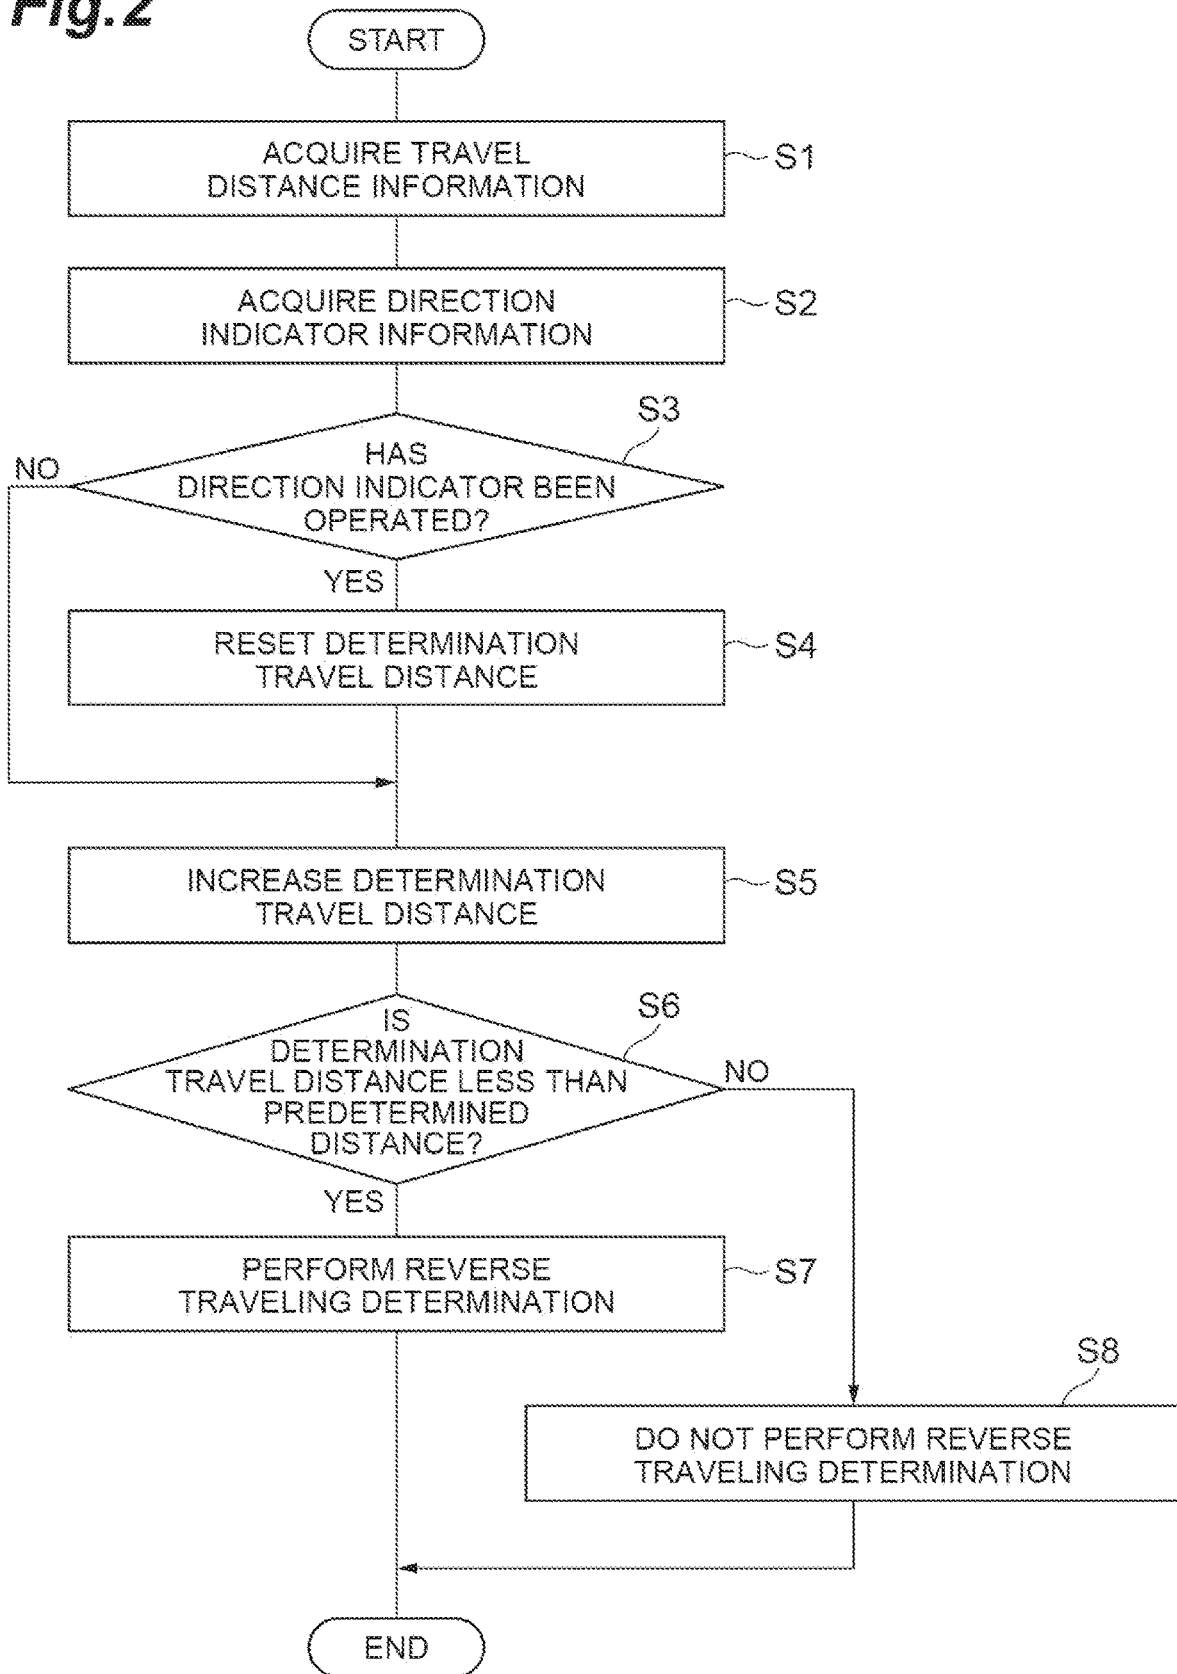 Fig.2
START
ACQUIRE TRAVEL
DISTANCE INFORMATION
S1
ACQUIRE DIRECTION
INDICATOR INFORMATION
S2
S3
HAS
DIRECTION INDICATOR BEEN
OPERATED?
NO
YES
RESET DETERMINATION
TRAVEL DISTANCE
S4
INCREASE DETERMINATION
TRAVEL DISTANCE
S5
S6
IS
DETERMINATION
TRAVEL DISTANCE LESS THAN
PREDETERMINED
DISTANCE?
NO
YES
PERFORM REVERSE
TRAVELING DETERMINATION
S7
S8
DO NOT PERFORM REVERSE
TRAVELING DETERMINATION
END